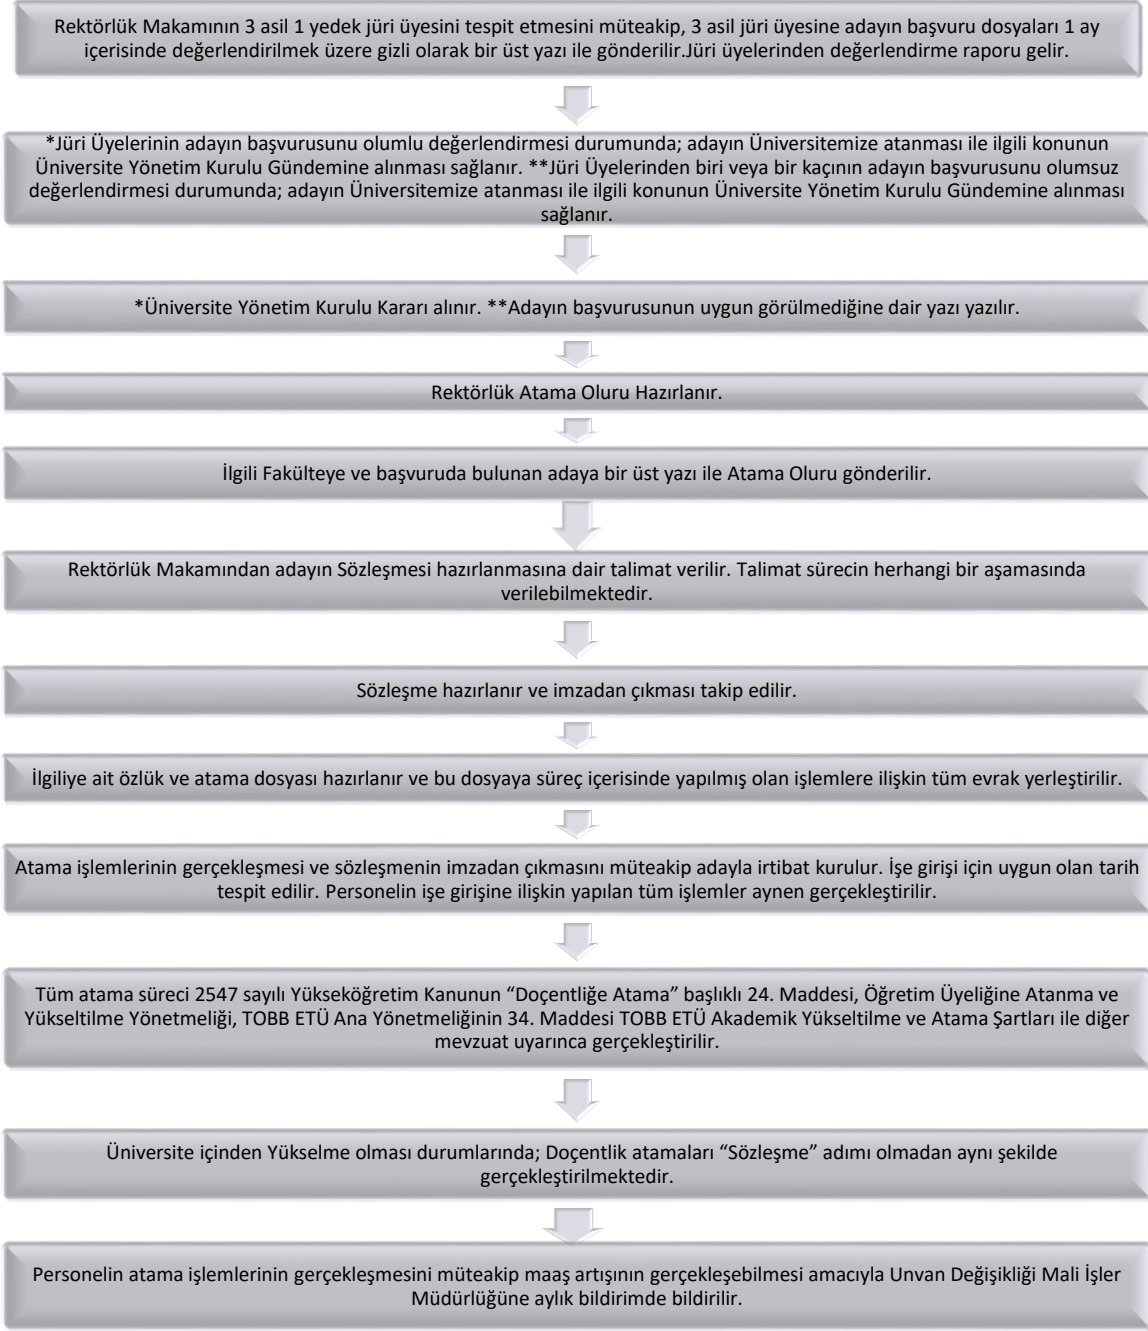 Rektörlük Makamının 3 asil 1 yedek jüri üyesini tespit etmesini müteakip, 3 asil jüri üyesine adayın başvuru dosyaları 1 ay
içerisinde değerlendirilmek üzere gizli olarak bir üst yazı ile gönderilir.Jüri üyelerinden değerlendirme raporu gelir.
*Jüri Üyelerinin adayın başvurusunu olumlu değerlendirmesi durumunda; adayın Üniversitemize atanması ile ilgili konunun
Üniversite Yönetim Kurulu Gündemine alınması sağlanır. **Jüri Üyelerinden biri veya bir kaçının adayın başvurusunu olumsuz
değerlendirmesi durumunda; adayın Üniversitemize atanması ile ilgili konunun Üniversite Yönetim Kurulu Gündemine alınması
sağlanır.
*Üniversite Yönetim Kurulu Kararı alınır. **Adayın başvurusunun uygun görülmediğine dair yazı yazılır.
Rektörlük Atama Oluru Hazırlanır.
İlgili Fakülteye ve başvuruda bulunan adaya bir üst yazı ile Atama Oluru gönderilir.
Rektörlük Makamından adayın Sözleşmesi hazırlanmasına dair talimat verilir. Talimat sürecin herhangi bir aşamasında
verilebilmektedir.
Sözleşme hazırlanır ve imzadan çıkması takip edilir.
İlgiliye ait özlük ve atama dosyası hazırlanır ve bu dosyaya süreç içerisinde yapılmış olan işlemlere ilişkin tüm evrak yerleştirilir.
Atama işlemlerinin gerçekleşmesi ve sözleşmenin imzadan çıkmasını müteakip adayla irtibat kurulur. İşe girişi için uygun olan tarih
tespit edilir. Personelin işe girişine ilişkin yapılan tüm işlemler aynen gerçekleştirilir.
Tüm atama süreci 2547 sayılı Yükseköğretim Kanunun “Doçentliğe Atama” başlıklı 24. Maddesi, Öğretim Üyeliğine Atanma ve
Yükseltilme Yönetmeliği, TOBB ETÜ Ana Yönetmeliğinin 34. Maddesi TOBB ETÜ Akademik Yükseltilme ve Atama Şartları ile diğer
mevzuat uyarınca gerçekleştirilir.
Üniversite içinden Yükselme olması durumlarında; Doçentlik atamaları “Sözleşme” adımı olmadan aynı şekilde
gerçekleştirilmektedir.
Personelin atama işlemlerinin gerçekleşmesini müteakip maaş artışının gerçekleşebilmesi amacıyla Unvan Değişikliği Mali İşler
Müdürlüğüne aylık bildirimde bildirilir.